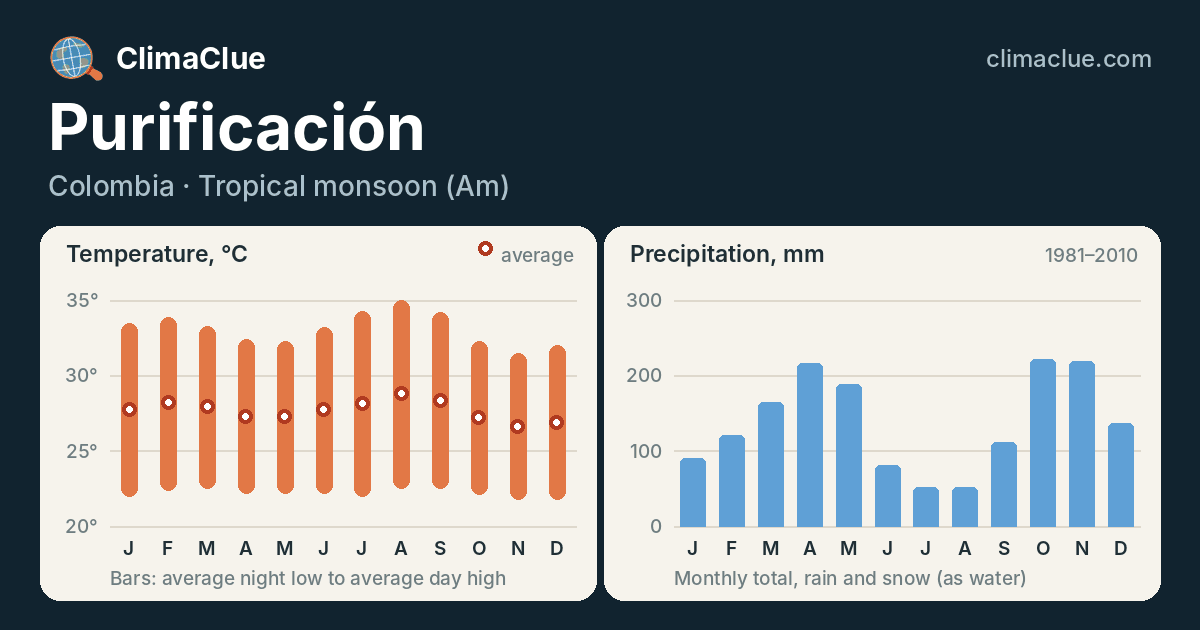 ClimaClue
climaclue.com
Purificación
Colombia · Tropical monsoon (Am)
Temperature, °C
average
35°
30°
25°
20°
J F M A M J J A S O N D
Bars: average night low to average day high
Precipitation, mm
1981–2010
300
200
100
0
J F M A M J J A S O N D
Monthly total, rain and snow (as water)